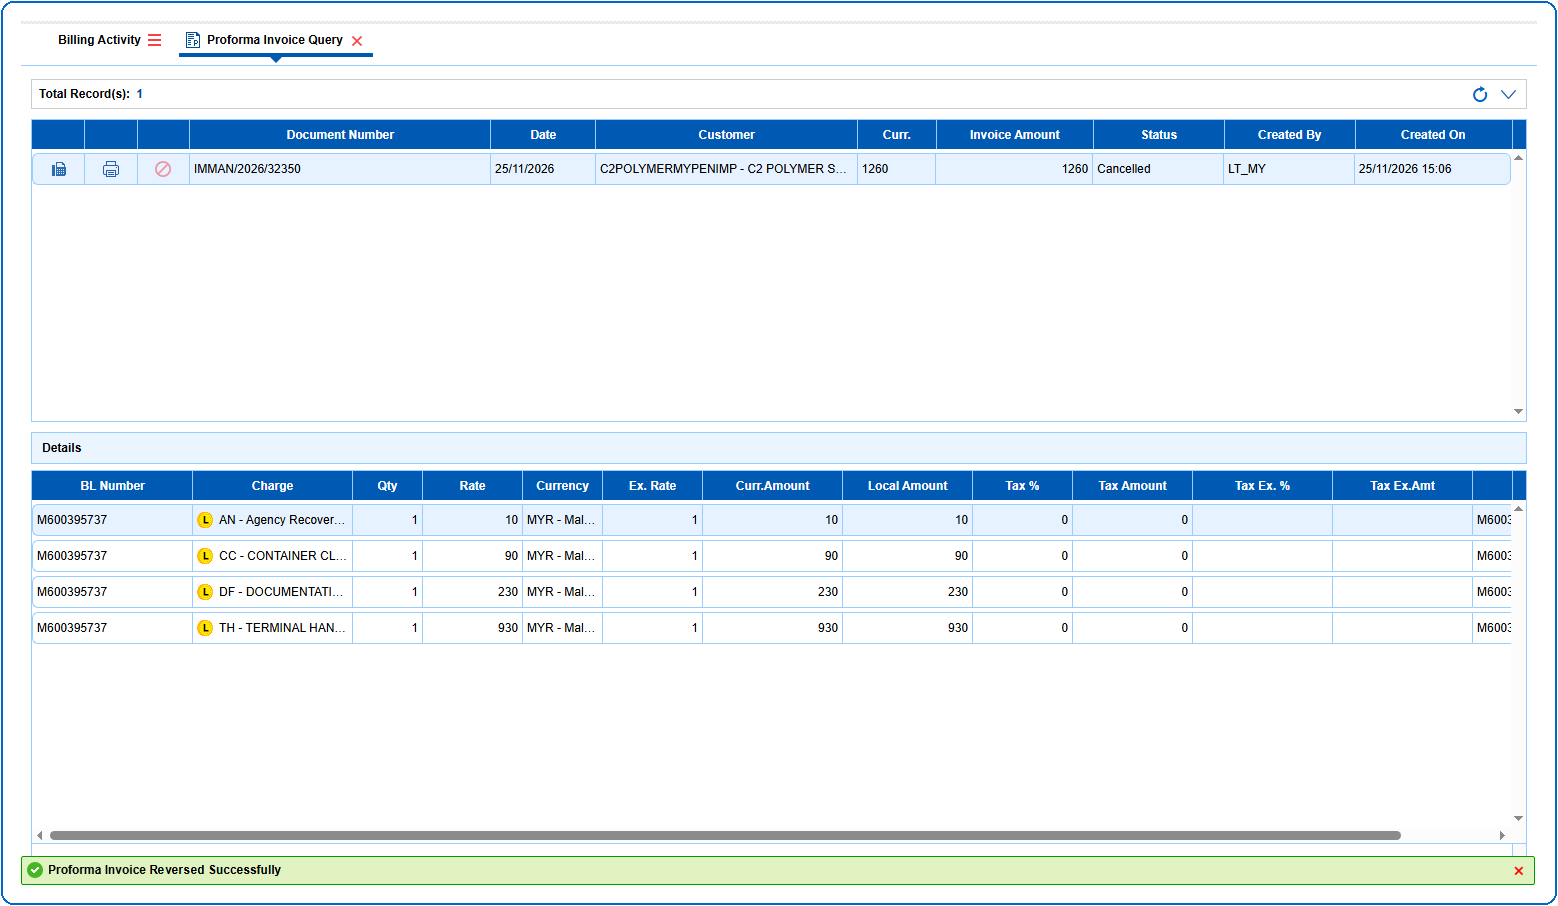 Billing Activity Proforma Invoice Query
Total Record(s): 1
Document Number Date Customer Curr. Invoice Amount Status Created By Created On
IMMAN/2026/32350 25/11/2026 C2POLYMERMYPENIMP - C2 POLYMER S... 1260 1260 Cancelled LT_MY 25/11/2026 15:06
Details
BL Number Charge Qty Rate Currency Ex. Rate Curr.Amount Local Amount Tax % Tax Amount Tax Ex. % Tax Ex.Amt
M600395737 L AN - Agency Recover... 1 10 MYR - Mal... 1 10 10 0 0 M6003
M600395737 L CC - CONTAINER CL... 1 90 MYR - Mal... 1 90 90 0 0 M6003
M600395737 L DF - DOCUMENTATI... 1 230 MYR - Mal... 1 230 230 0 0 M6003
M600395737 L TH - TERMINAL HAN... 1 930 MYR - Mal... 1 930 930 0 0 M6003
Proforma Invoice Reversed Successfully